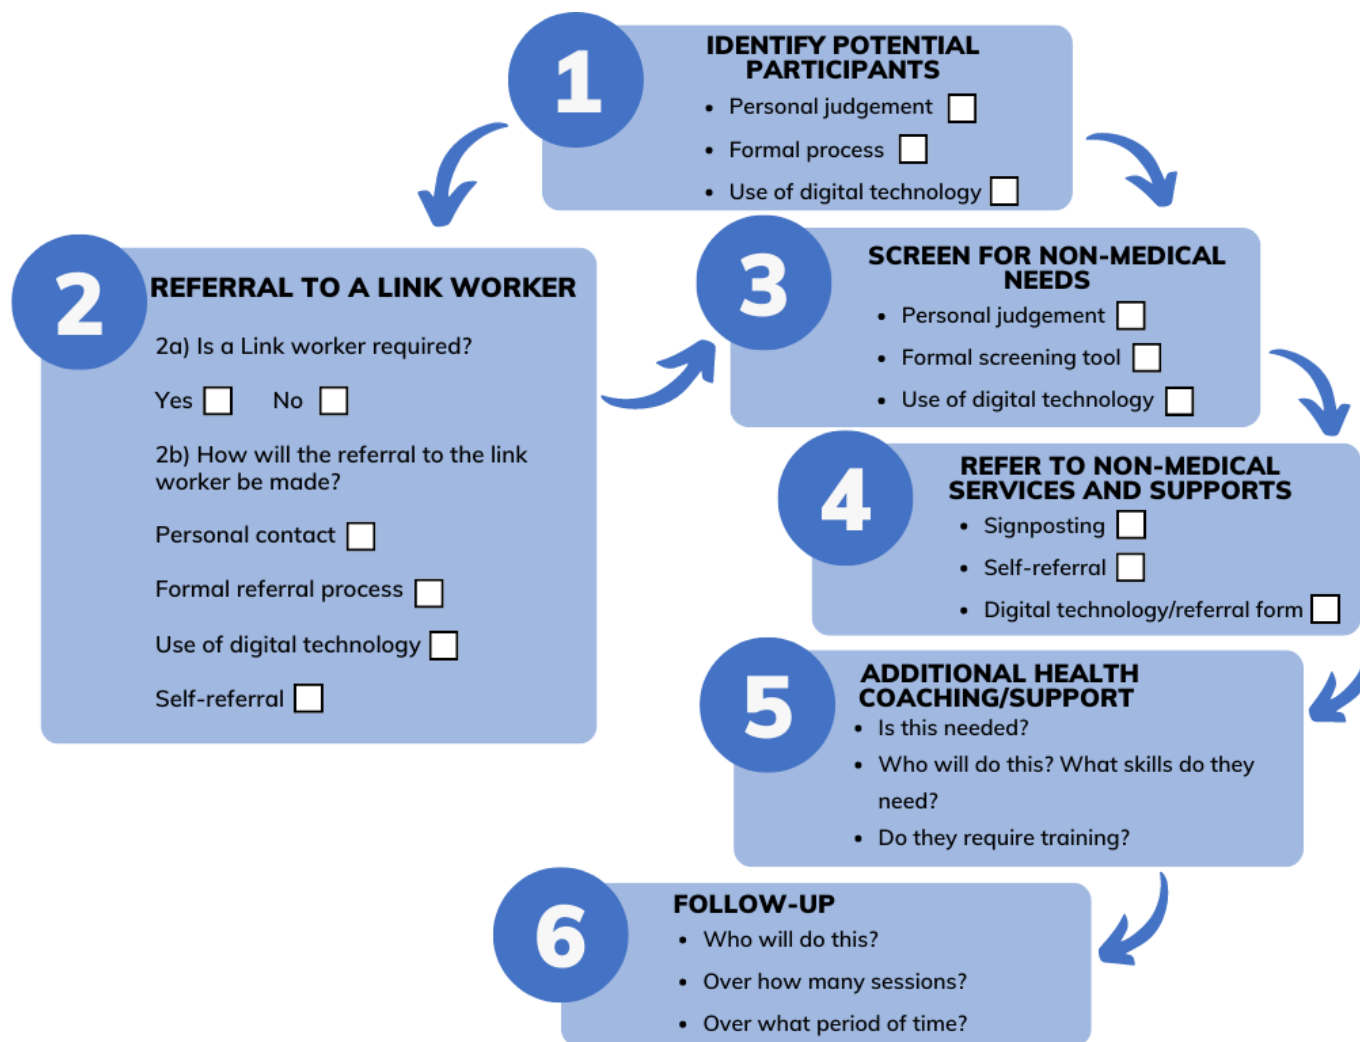 1
IDENTIFY POTENTIAL
PARTICIPANTS
• Personal judgement
• Formal process
• Use of digital technology
2
REFERRAL TO A LINK WORKER
2a) Is a Link worker required?
Yes No
2b) How will the referral to the link
worker be made?
Personal contact
Formal referral process
Use of digital technology
Self-referral
3
SCREEN FOR NON-MEDICAL
NEEDS
• Personal judgement
• Formal screening tool
• Use of digital technology
4
REFER TO NON-MEDICAL
SERVICES AND SUPPORTS
• Signposting
• Self-referral
• Digital technology/referral form
5
ADDITIONAL HEALTH
COACHING/SUPPORT
• Is this needed?
• Who will do this? What skills do they
need?
• Do they require training?
6
FOLLOW-UP
• Who will do this?
• Over how many sessions?
• Over what period of time?